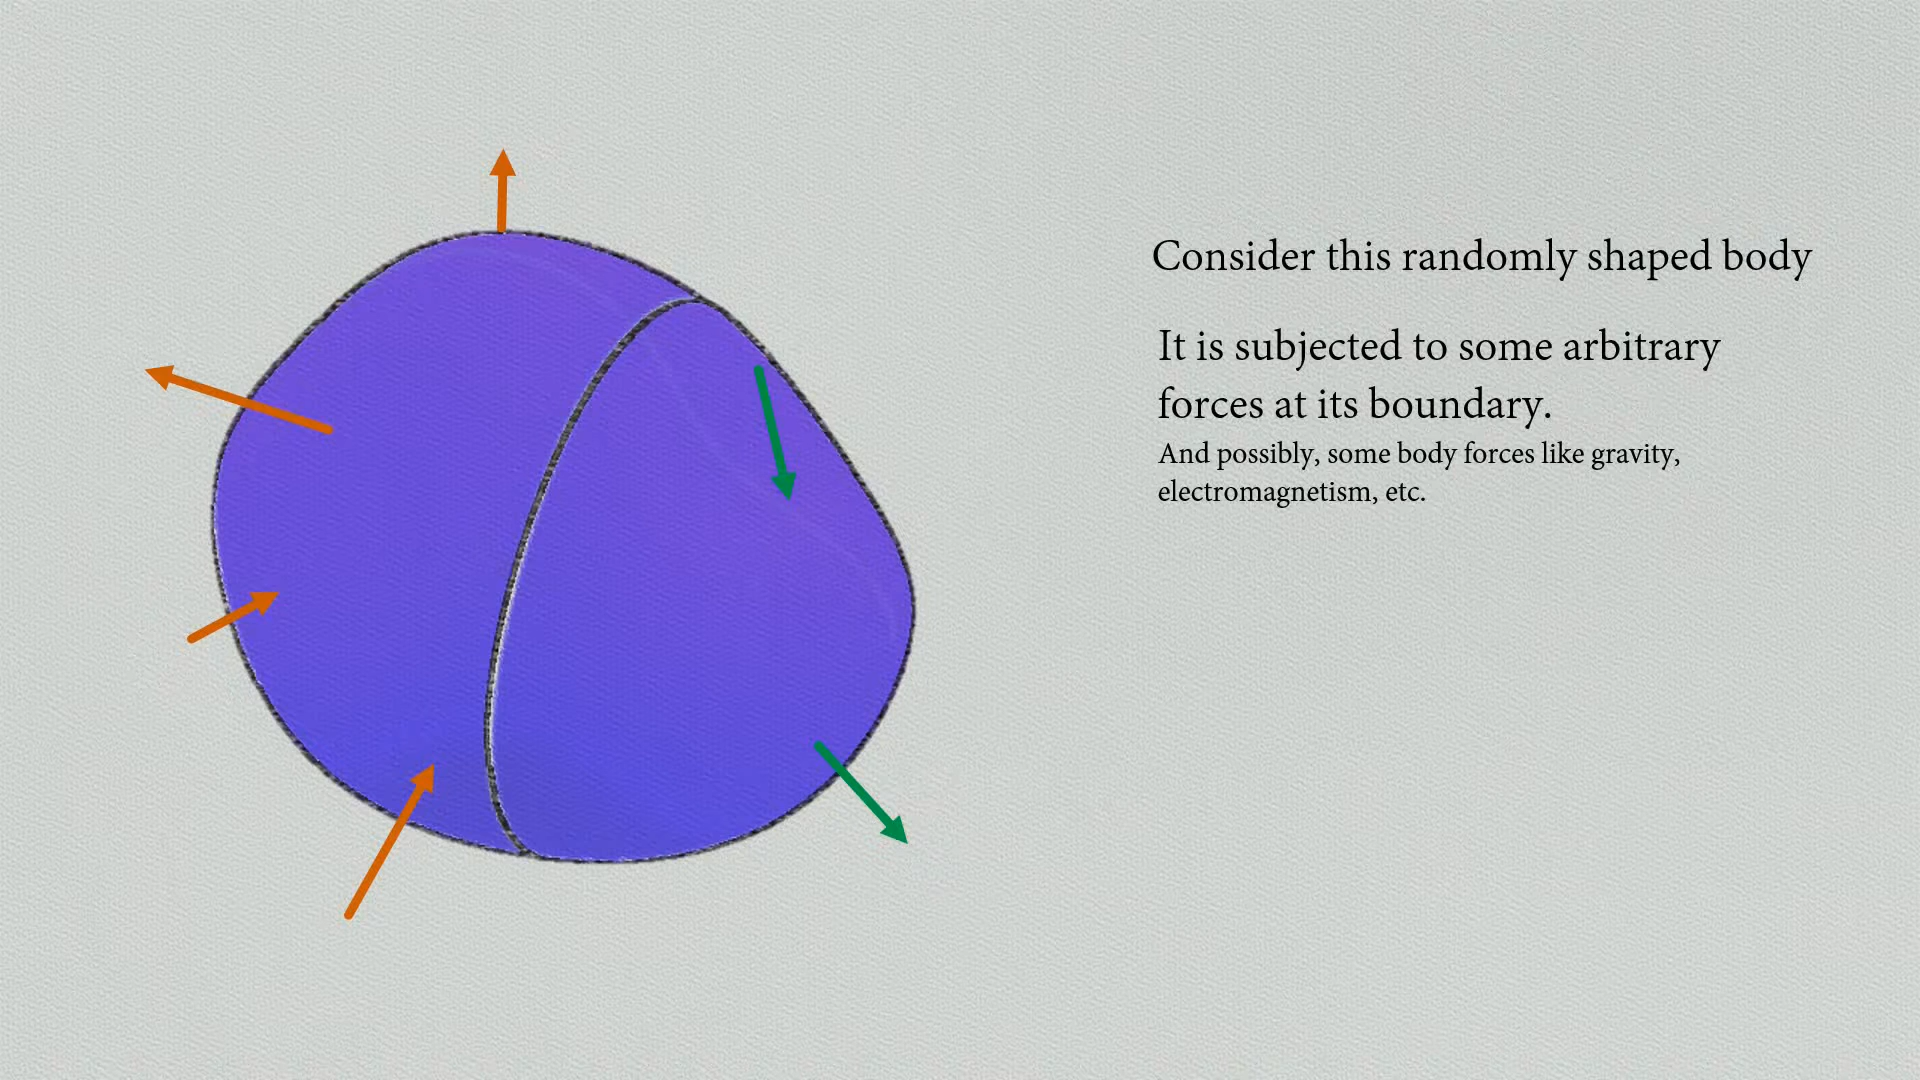 Consider this randomly shaped body
It is subjected to some arbitrary
forces at its boundary.
And possibly, some body forces like gravity,
electromagnetism, etc.